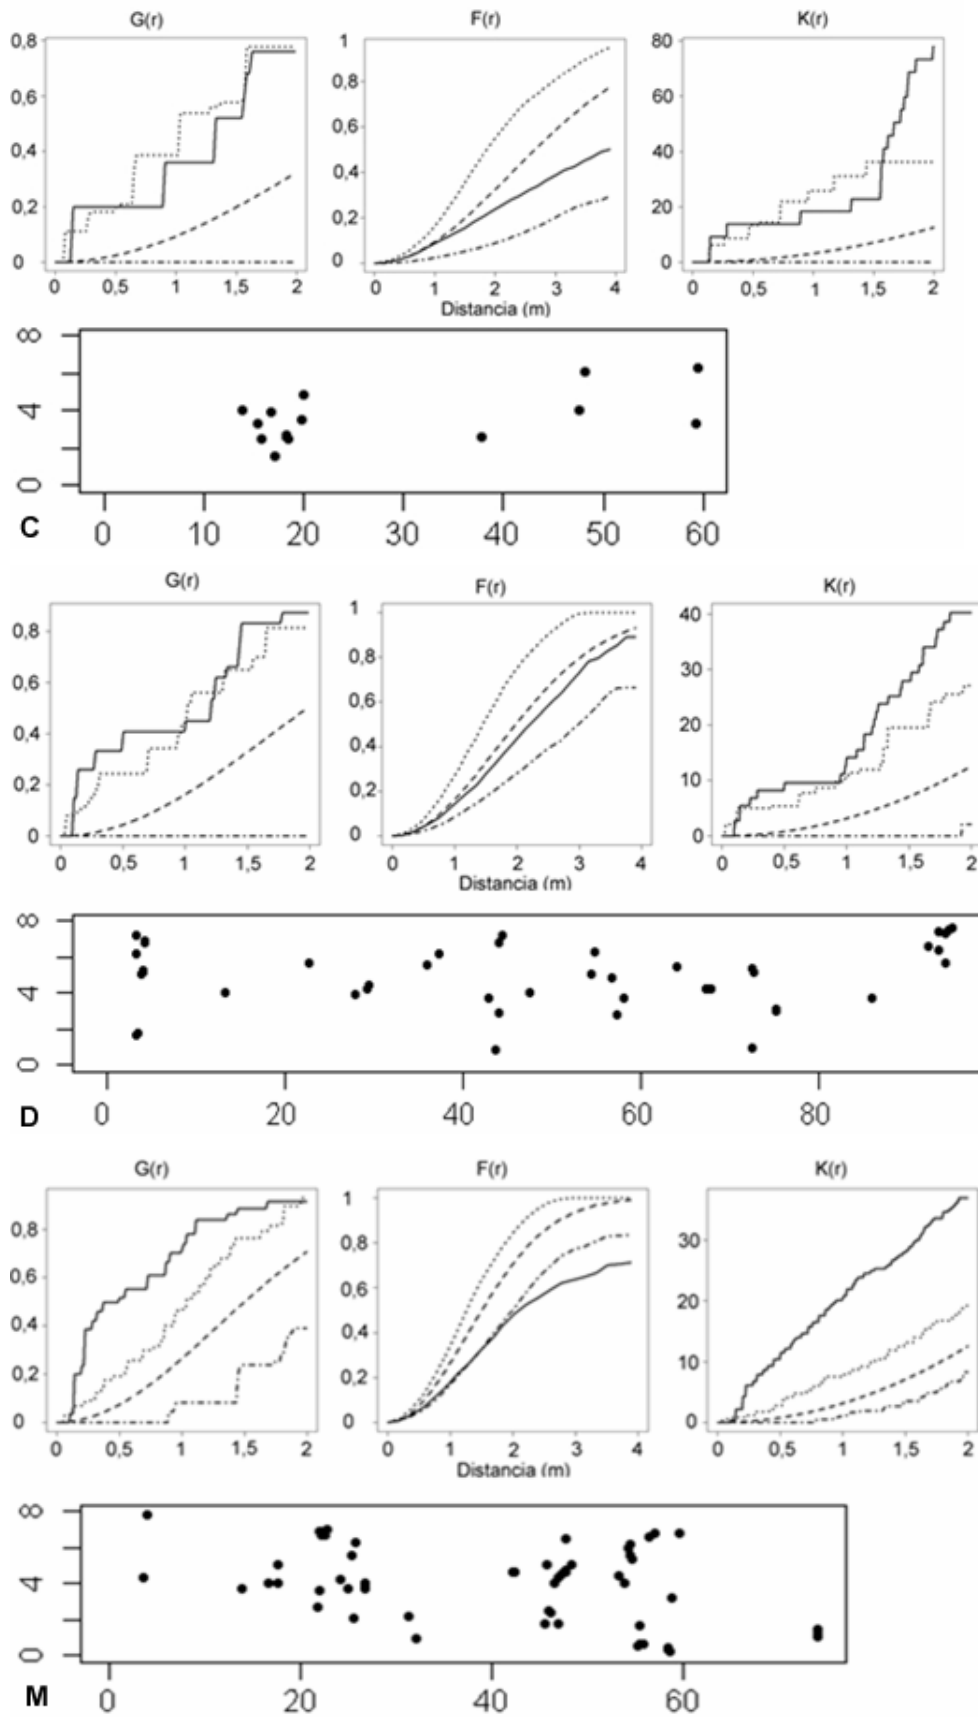 G(r) F(r) K(r)
0,8 1 80
0,8
0,6 60
0,6
0,4 40
0,4
0,2 20
0,2
0 0 0
0 0,5 1 1,5 2 0 1 2 3 4 0 0,5 1 1,5 2
Distancia (m)
8
4
0
C 0 10 20 30 40 50 60
G(r) F(r) K(r)
1 40
0,8 0,8
30
0,6 0,6
0,4 0,4 20
0,2 0,2 10
0 0 0
0 0,5 1 1,5 2 0 1 2 3 4 0 0,5 1 1,5 2
Distancia (m)
8
4
0
D 0 20 40 60 80
G(r) F(r) K(r)
1
0,8 0,8 30
0,6 0,6
20
0,4 0,4
0,2 0,2 10
0 0 0
0 0,5 1 1,5 2 0 1 2 3 4 0 0,5 1 1,5 2
Distancia (m)
8
4
0
M 0 20 40 60